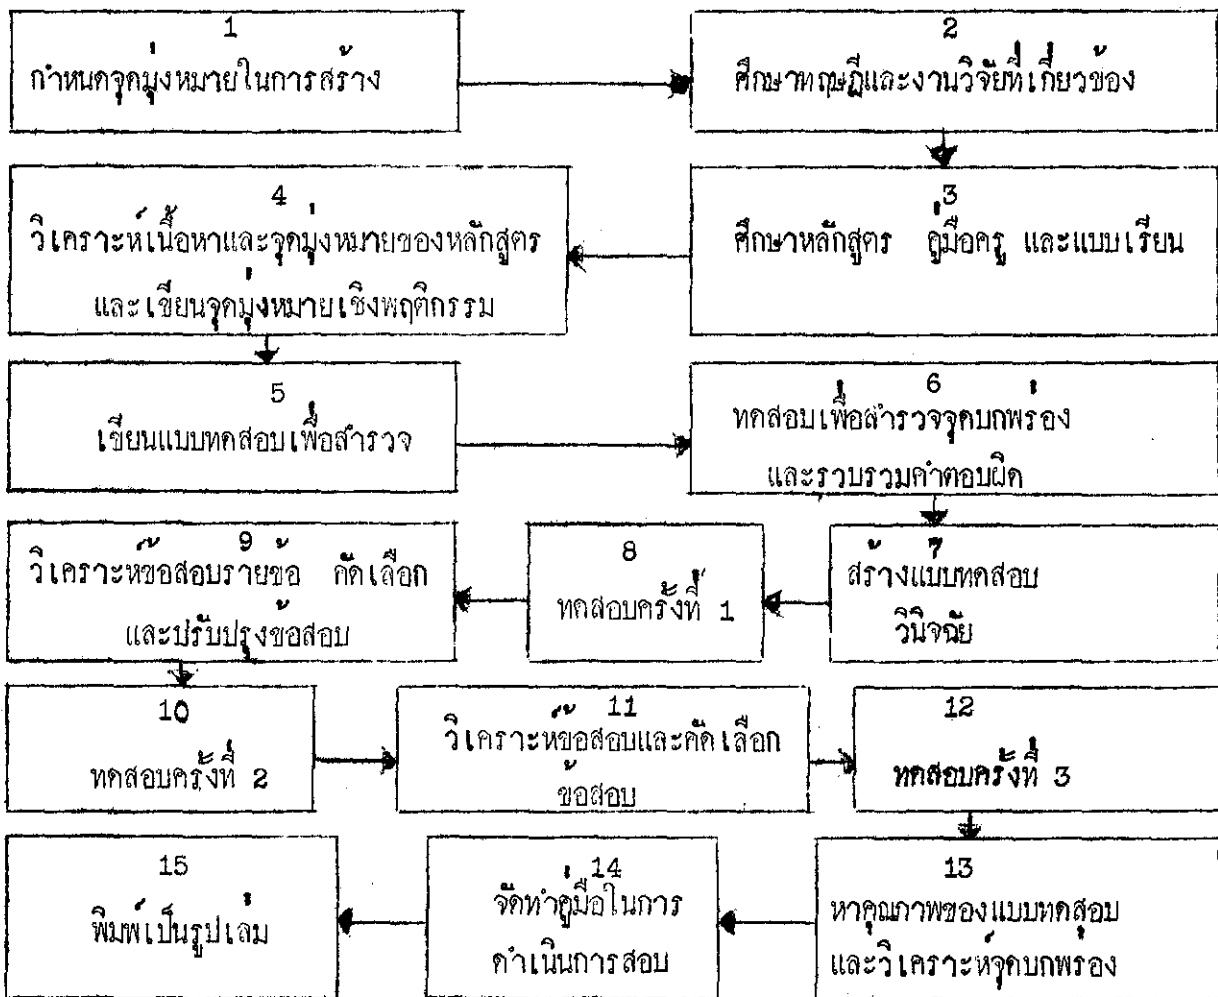 1
กำหนดจุดมุ่งหมายในการสร้าง
2
ศึกษาทฤษฎีและงานวิจัยที่เกี่ยวข้อง
3
ศึกษาหลักสูตร คู่มือครู และแบบเรียน
4
วิเคราะห์เนื้อหาและจุดมุ่งหมายของหลักสูตร
และเขียนจุดมุ่งหมายเชิงพฤติกรรม
5
เขียนแบบทดสอบเพื่อสำรวจ
6
ทดสอบเพื่อสำรวจจุดบกพร่อง
และรวบรวมคำตอบผิด
7
สร้างแบบทดสอบ
วินิจฉัย
8
ทดสอบครั้งที่ 1
9
วิเคราะห์ข้อสอบรายข้อ คัดเลือก
และปรับปรุงข้อสอบ
10
ทดสอบครั้งที่ 2
11
วิเคราะห์ข้อสอบและคัดเลือก
ข้อสอบ
12
ทดสอบครั้งที่ 3
13
หาคุณภาพของแบบทดสอบ
และวิเคราะห์จุดบกพร่อง
14
จัดทำคู่มือในการ
ดำเนินการสอบ
15
พิมพ์เป็นรูปเล่ม